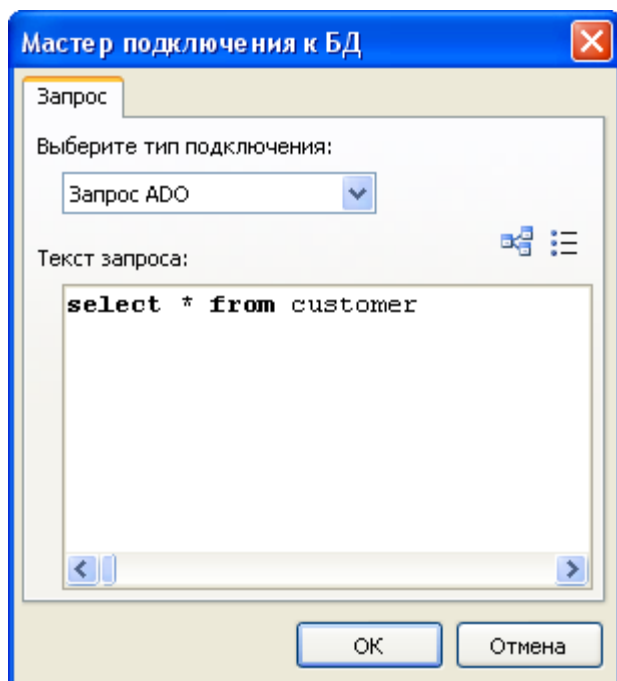 Мастер подключения к БД
Запрос
Выберите тип подключения:
Запрос ADO
Текст запроса:
select * from customer
OK
Отмена